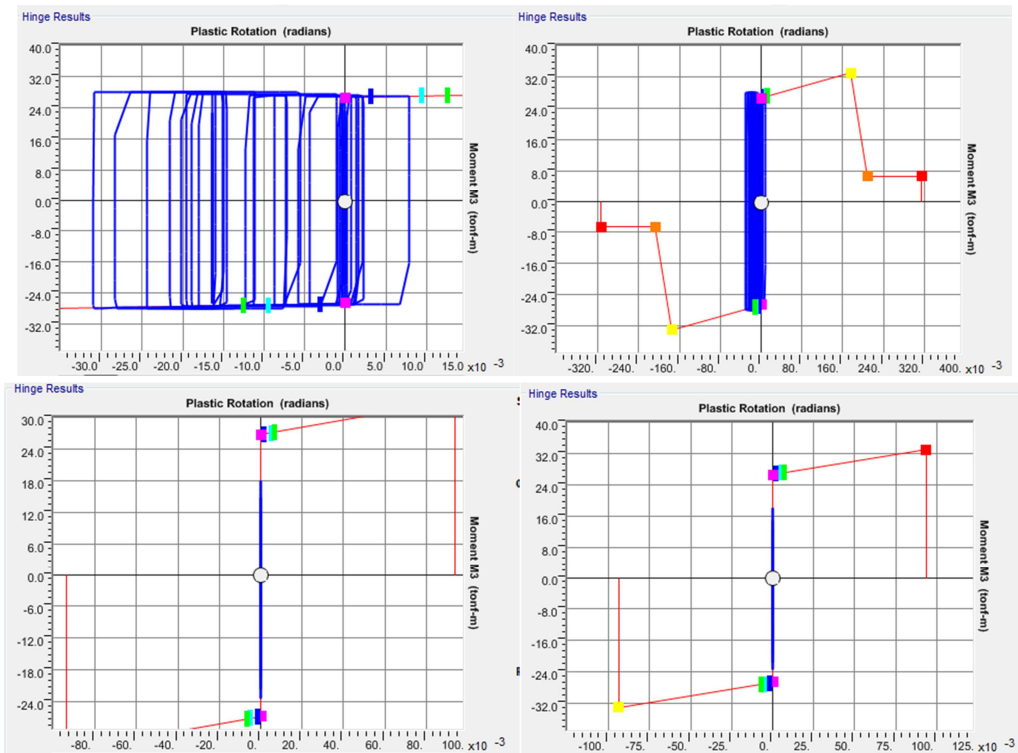 Hinge Results
Plastic Rotation (radians)
40.0
32.0
24.0
16.0
8.0
0.0
-8.0
-16.0
-24.0
-32.0
-30.0 -25.0 -20.0 -15.0 -10.0 -5.0 0.0 5.0 10.0 15.0 x10 -3
Moment M3 (tonf-m)
Hinge Results
Plastic Rotation (radians)
40.0
32.0
24.0
16.0
8.0
0.0
-8.0
-16.0
-24.0
-32.0
-320. -240. -160. -80. 0. 80. 160. 240. 320. 400. x10 -3
Moment M3 (tonf-m)
Hinge Results
Plastic Rotation (radians)
30.0
24.0
18.0
12.0
6.0
0.0
-6.0
-12.0
-18.0
-24.0
-80. -60. -40. -20. 0. 20. 40. 60. 80. 100. x10 -3
Moment M3 (tonf-m)
Hinge Results
Plastic Rotation (radians)
40.0
32.0
24.0
16.0
8.0
0.0
-8.0
-16.0
-24.0
-32.0
-100. -75. -50. -25. 0. 25. 50. 75. 100. 125. x10 -3
Moment M3 (tonf-m)